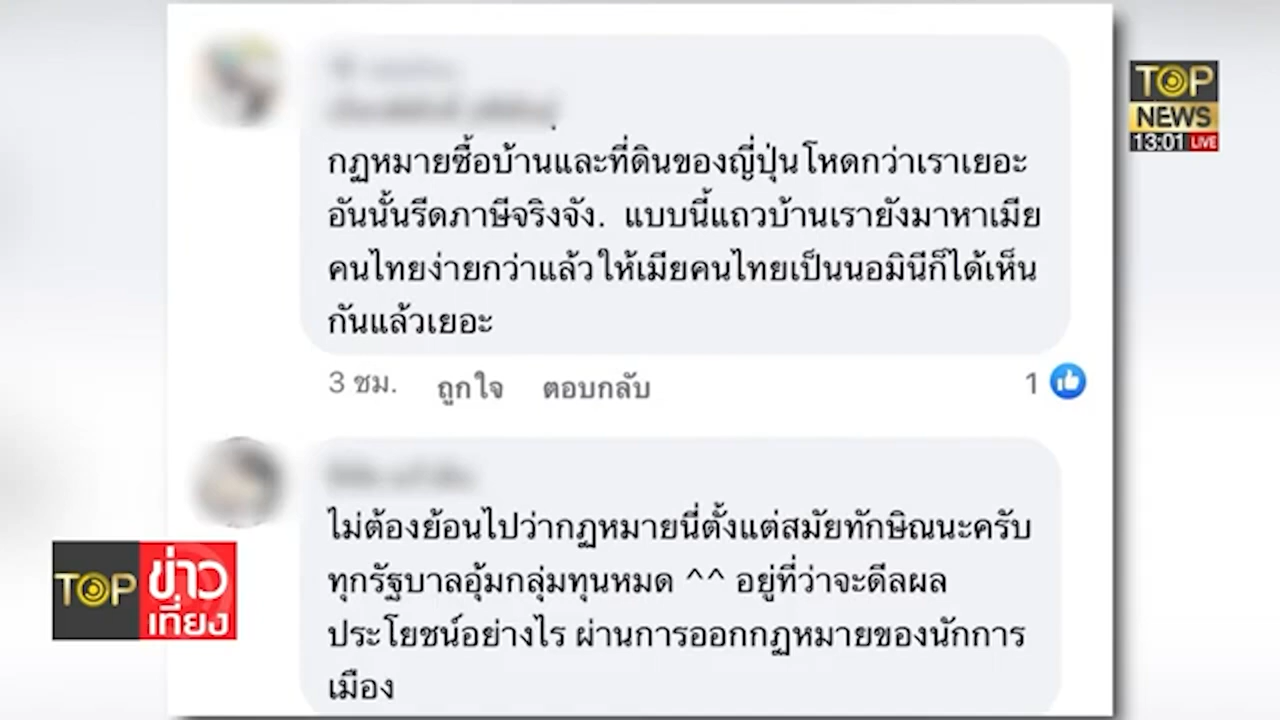 กฎหมายซื้อบ้านและที่ดินของญี่ปุ่นโหดกว่าเราเยอะ
อันนั้นรีดภาษีจริงจัง. แบบนี้แถวบ้านเรายังมาหาเมีย
คนไทยง่ายกว่าแล้วให้เมียคนไทยเป็นนอมินีก็ได้เห็น
กันแล้วเยอะ
3 ชม. ถูกใจ ตอบกลับ 1
ไม่ต้องย้อนไปว่ากฎหมายนี่ตั้งแต่สมัยทักษิณนะครับ
ทุกรัฐบาลอุ้มกลุ่มทุนหมด ^^ อยู่ที่ว่าจะดีลผล
ประโยชน์อย่างไร ผ่านการออกกฎหมายของนักการ
เมือง
TOP
NEWS
13:01 LIVE
TOP ข่าว
เที่ยง